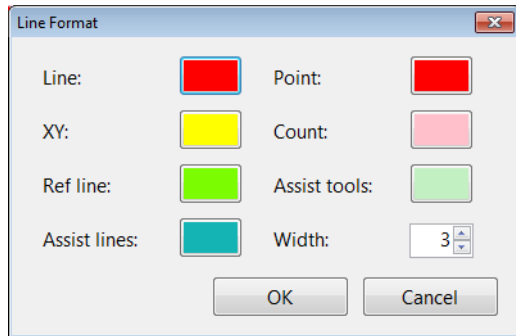 Line Format
Line: Point:
XY: Count:
Ref line: Assist tools:
Assist lines: Width: 3
OK Cancel